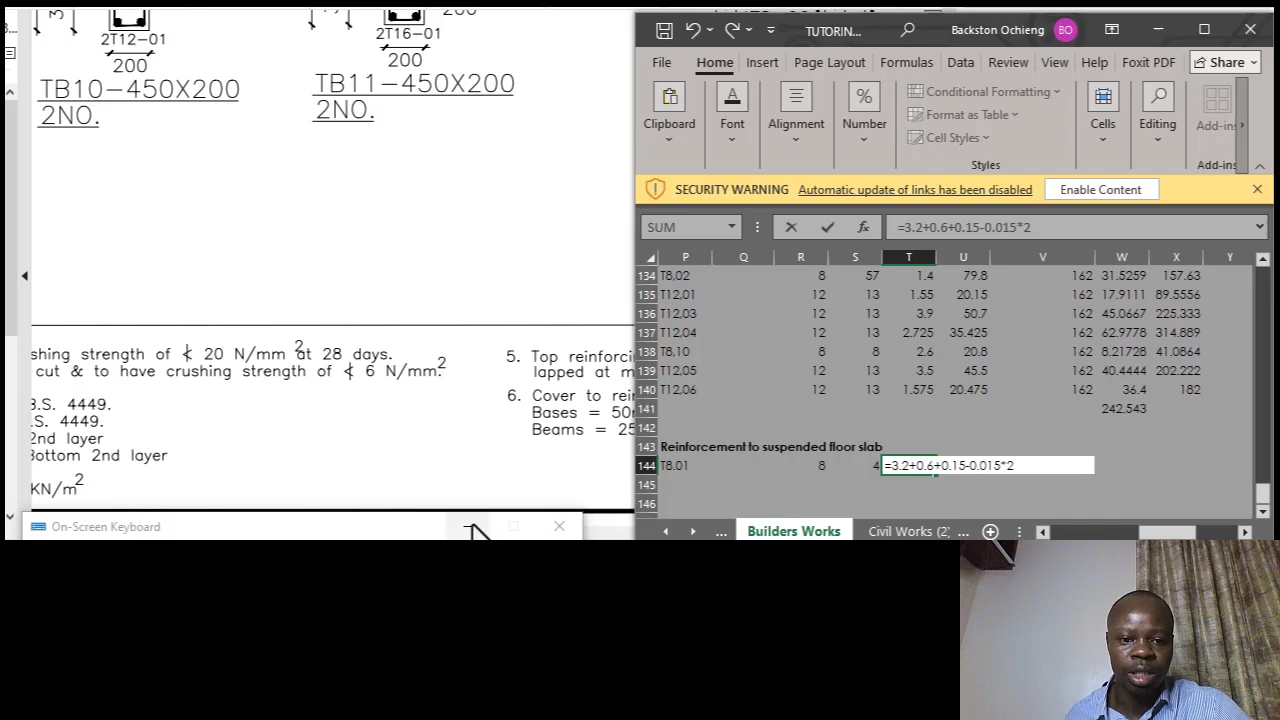 2T12-01
200
TB10-450X200
2NO.
2T16-01
200
TB11-450X200
2NO.
shing strength of ≮ 20 N/mm² at 28 days.
cut & to have crushing strength of ≮ 6 N/mm²
B.S. 4449.
.S. 4449.
2nd layer
Bottom 2nd layer
KN/m²
5. Top reinforci
lapped at m
6. Cover to rei
Bases = 50
Beams = 25
On-Screen Keyboard
TUTORIN...
Backston Ochieng
BO
File
Home
Insert
Page Layout
Formulas
Data
Review
View
Help
Foxit PDF
Share
Clipboard
Font
Alignment
Number
Conditional Formatting
Format as Table
Cell Styles
Styles
Cells
Editing
Add-ins
Add-ins
SECURITY WARNING Automatic update of links has been disabled Enable Content
SUM fx =3.2+0.6+0.15-0.015*2
P Q R S T U V W X Y
134 T8,02 8 57 1.4 79.8 162 31.5259 157.63
135 T12,01 12 13 1.55 20.15 162 17.9111 89.5556
136 T12,03 12 13 3.9 50.7 162 45.0667 225.333
137 T12,04 12 13 2.725 35.425 162 62.9778 314.889
138 T8,10 8 8 2.6 20.8 162 8.21728 41.0864
139 T12,05 12 13 3.5 45.5 162 40.4444 202.222
140 T12,06 12 13 1.575 20.475 162 36.4 182
141 242.543
142
143 Reinforcement to suspended floor slab
144 T8.01 8 4 =3.2+0.6+0.15-0.015*2
145
146
... Builders Works Civil Works (2) ...